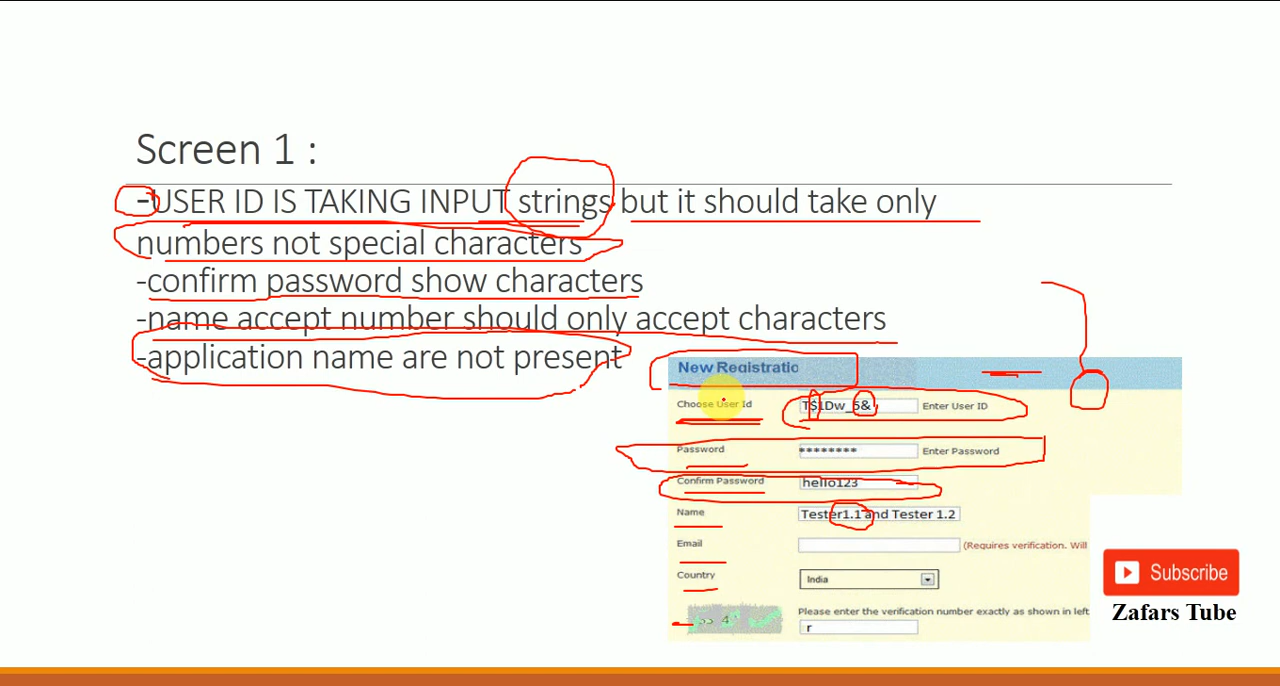 Screen 1 :
-USER ID IS TAKING INPUT strings but it should take only
numbers not special characters
-confirm password show characters
-name accept number should only accept characters
-application name are not present
New Registratio
Choose User Id T$1Dw_5& Enter User ID
Password ******** Enter Password
Confirm Password hello123
Name Tester1.1 and Tester 1.2
Email (Requires verification. Will
Country India
Please enter the verification number exactly as shown in left
r
Subscribe
Zafars Tube